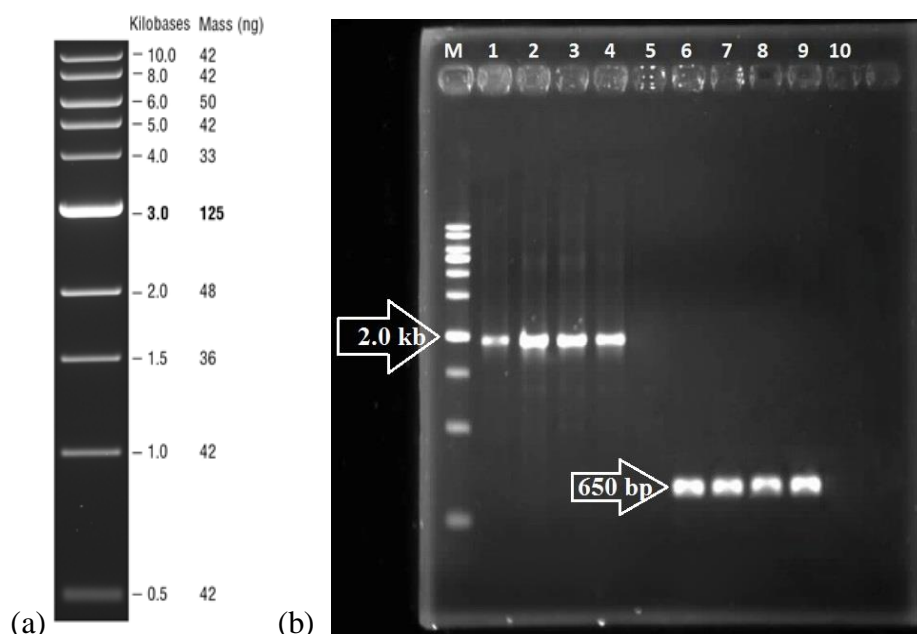 Kilobases Mass (ng)
10.0 42
8.0 42
6.0 50
5.0 42
4.0 33
3.0 125
2.0 48
1.5 36
1.0 42
0.5 42
(a)
M 1 2 3 4 5 6 7 8 9 10
2.0 kb
650 bp
(b)